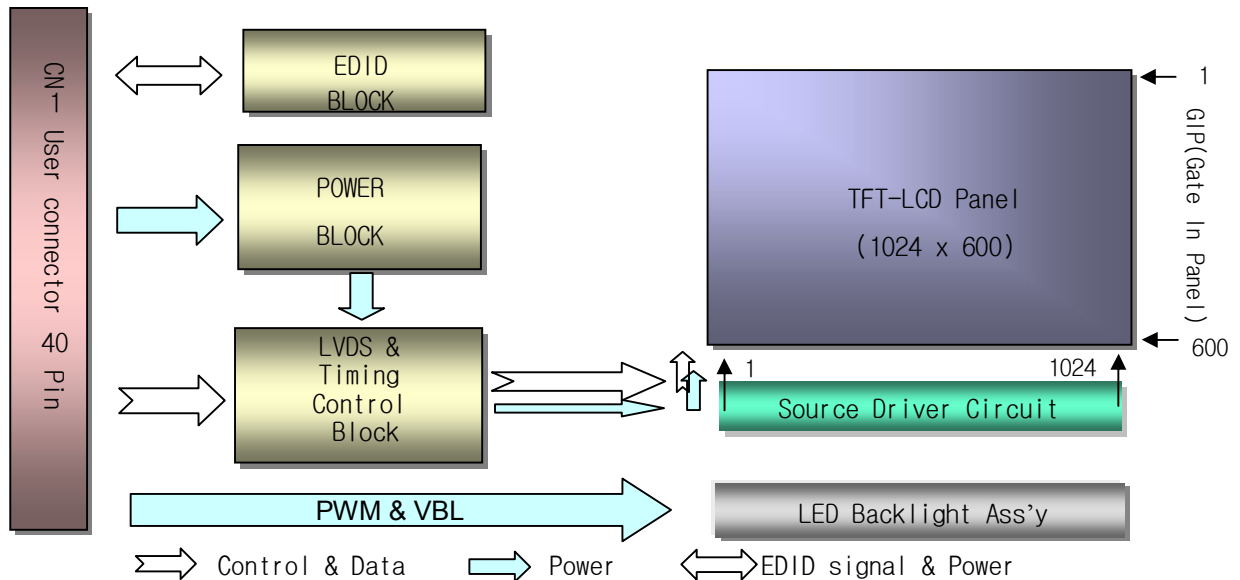 CN1 User connector 40 Pin
EDID
BLOCK
POWER
BLOCK
LVDS &
Timing
Control
Block
TFT-LCD Panel
(1024 x 600)
1
GIP(Gate In Panel)
600
1
1024
Source Driver Circuit
PWM & VBL
LED Backlight Ass'y
Control & Data
Power
EDID signal & Power